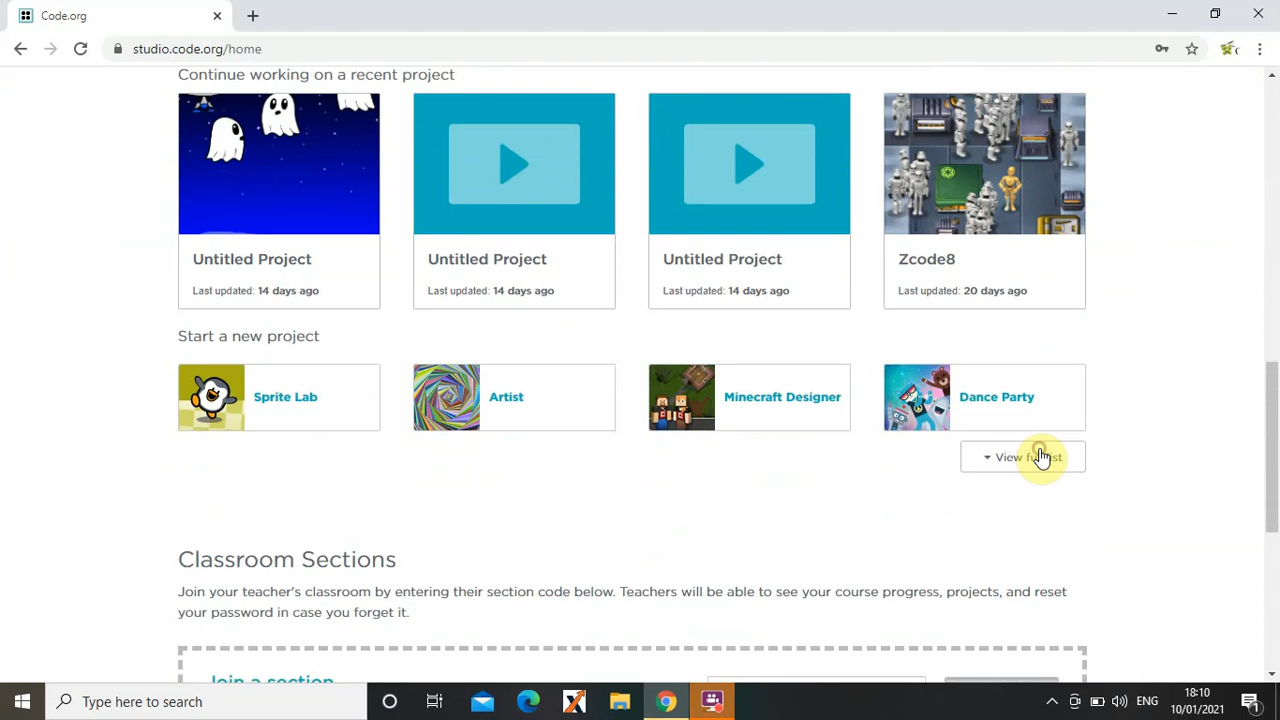 Code.org
studio.code.org/home
Continue working on a recent project
Untitled Project
Last updated: 14 days ago
Untitled Project
Last updated: 14 days ago
Untitled Project
Last updated: 14 days ago
Zcode8
Last updated: 20 days ago
Start a new project
Sprite Lab
Artist
Minecraft Designer
Dance Party
View full list
Classroom Sections
Join your teacher's classroom by entering their section code below. Teachers will be able to see your course progress, projects, and reset
your password in case you forget it.
Join a section
Type here to search
ENG
18:10
10/01/2021